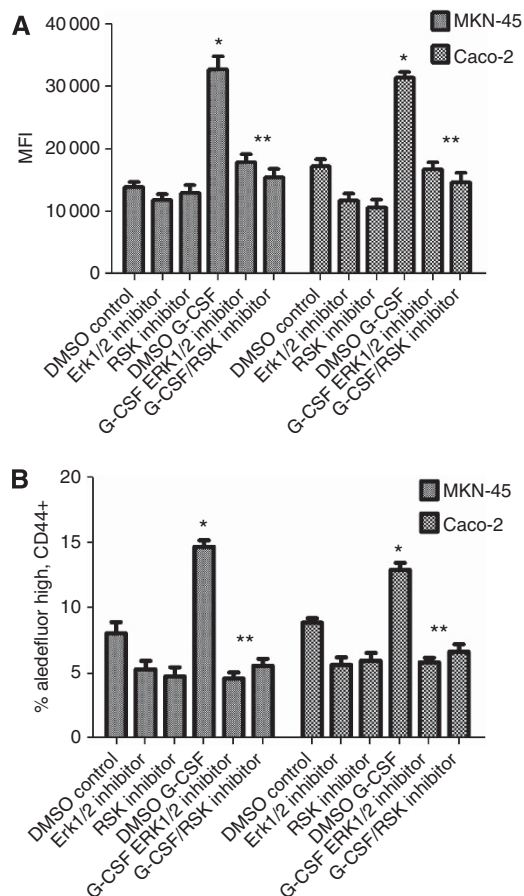 A
40 000
30 000
20 000
10 000
0
MFI
*
**
*
**
MKN-45
Caco-2
DMSO control
Erk1/2 inhibitor
RSK inhibitor
DMSO G-CSF
G-CSF ERK1/2 inhibitor
G-CSF/RSK inhibitor
DMSO control
Erk1/2 inhibitor
RSK inhibitor
DMSO G-CSF
G-CSF ERK1/2 inhibitor
G-CSF/RSK inhibitor
B
20
15
10
5
0
% aledefluor high, CD44+
*
**
*
**
MKN-45
Caco-2
DMSO control
Erk1/2 inhibitor
RSK inhibitor
DMSO G-CSF
G-CSF ERK1/2 inhibitor
G-CSF/RSK inhibitor
DMSO control
Erk1/2 inhibitor
RSK inhibitor
DMSO G-CSF
G-CSF ERK1/2 inhibitor
G-CSF/RSK inhibitor